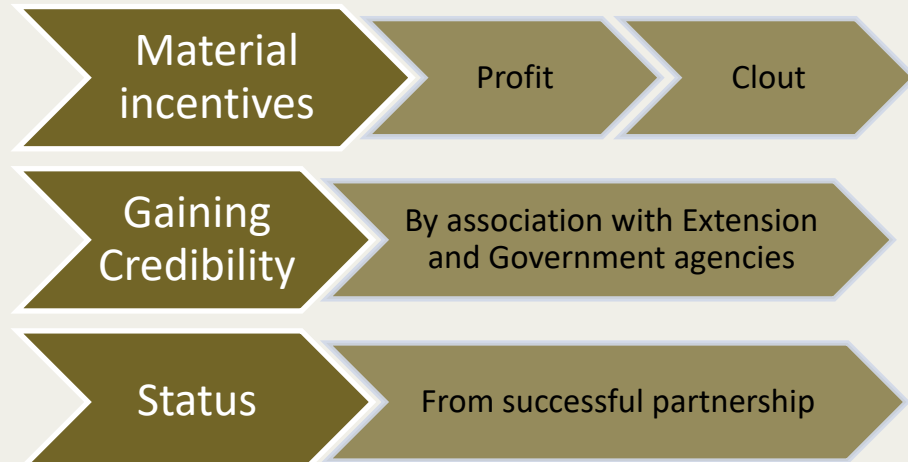 Material
incentives
Profit
Clout
Gaining
Credibility
By association with Extension
and Government agencies
Status
From successful partnership